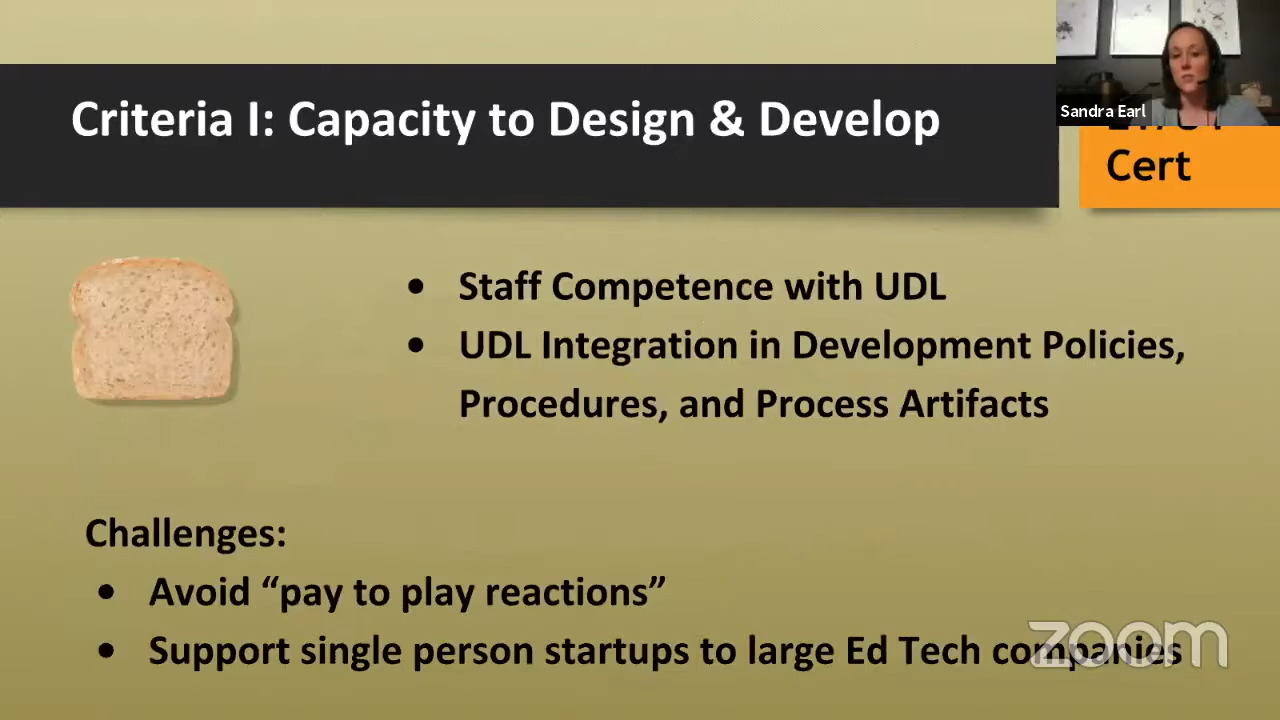 Criteria I: Capacity to Design & Develop
Sandra Earl
Cert
• Staff Competence with UDL
• UDL Integration in Development Policies,
Procedures, and Process Artifacts
Challenges:
• Avoid “pay to play reactions”
• Support single person startups to large Ed Tech companies
zoom